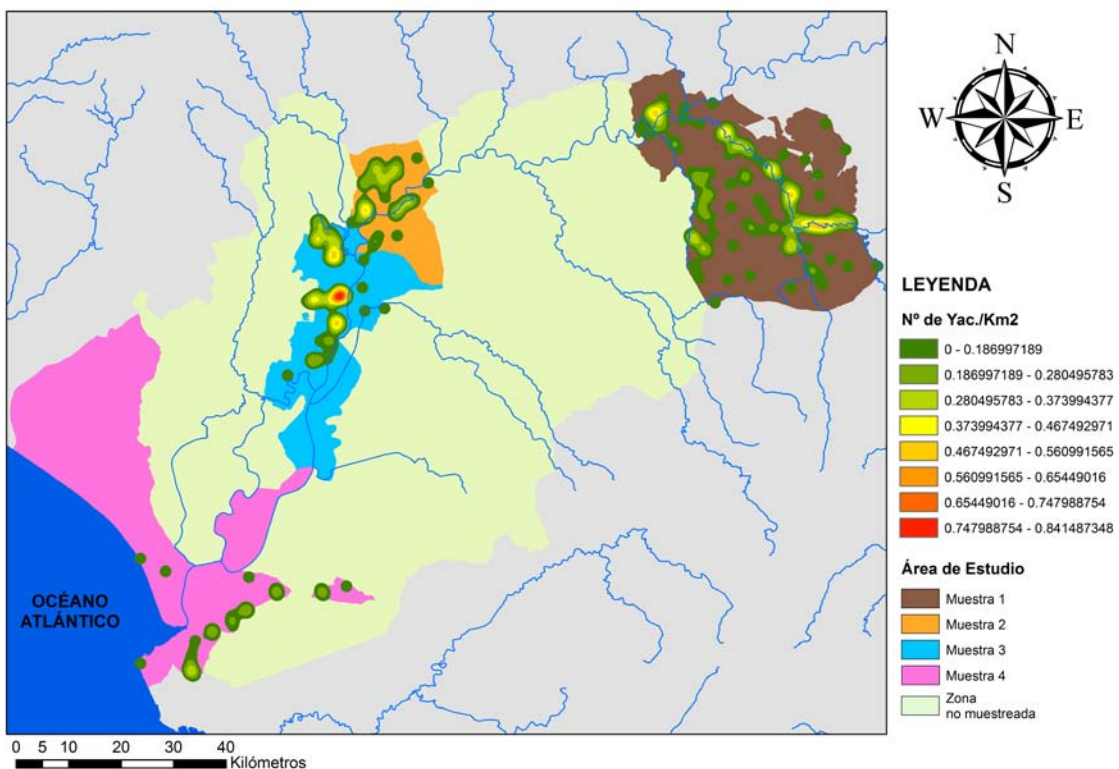 N
W E
S
LEYENDA
Nº de Yac./Km2
0 - 0.186997189
0.186997189 - 0.280495783
0.280495783 - 0.373994377
0.373994377 - 0.467492971
0.467492971 - 0.560991565
0.560991565 - 0.65449016
0.65449016 - 0.747988754
0.747988754 - 0.841487348
Área de Estudio
Muestra 1
Muestra 2
Muestra 3
Muestra 4
Zona
no muestreada
OCÉANO
ATLÁNTICO
0 5 10 20 30 40
Kilómetros